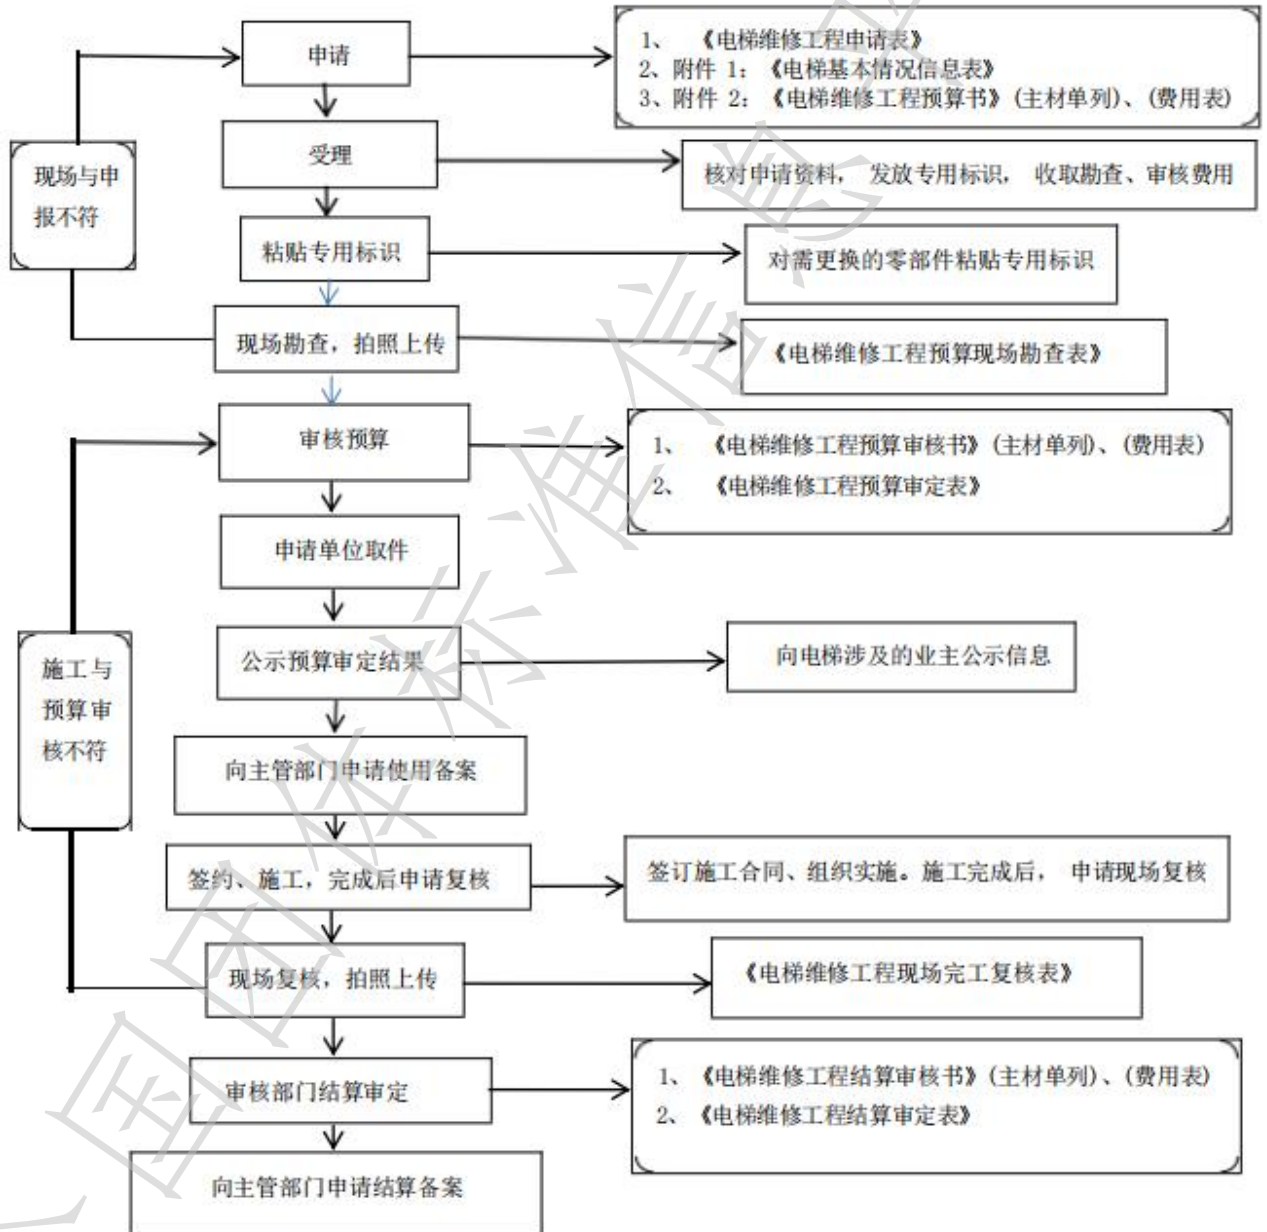 申请
1、 《电梯维修工程申请表》
2、附件 1：《电梯基本情况信息表》
3、附件 2：《电梯维修工程预算书》(主材单列)、(费用表)
现场与申
报不符
受理
核对申请资料， 发放专用标识， 收取勘查、审核费用
粘贴专用标识
对需更换的零部件粘贴专用标识
现场勘查，拍照上传
《电梯维修工程预算现场勘查表》
审核预算
1、 《电梯维修工程预算审核书》(主材单列)、(费用表)
2、 《电梯维修工程预算审定表》
申请单位取件
施工与
预算审
核不符
公示预算审定结果
向电梯涉及的业主公示信息
向主管部门申请使用备案
签约、施工，完成后申请复核
签订施工合同、组织实施。施工完成后， 申请现场复核
现场复核，拍照上传
《电梯维修工程现场完工复核表》
审核部门结算审定
1、《电梯维修工程结算审核书》(主材单列)、(费用表)
2、《电梯维修工程结算审定表》
向主管部门申请结算备案
国团体标准信息